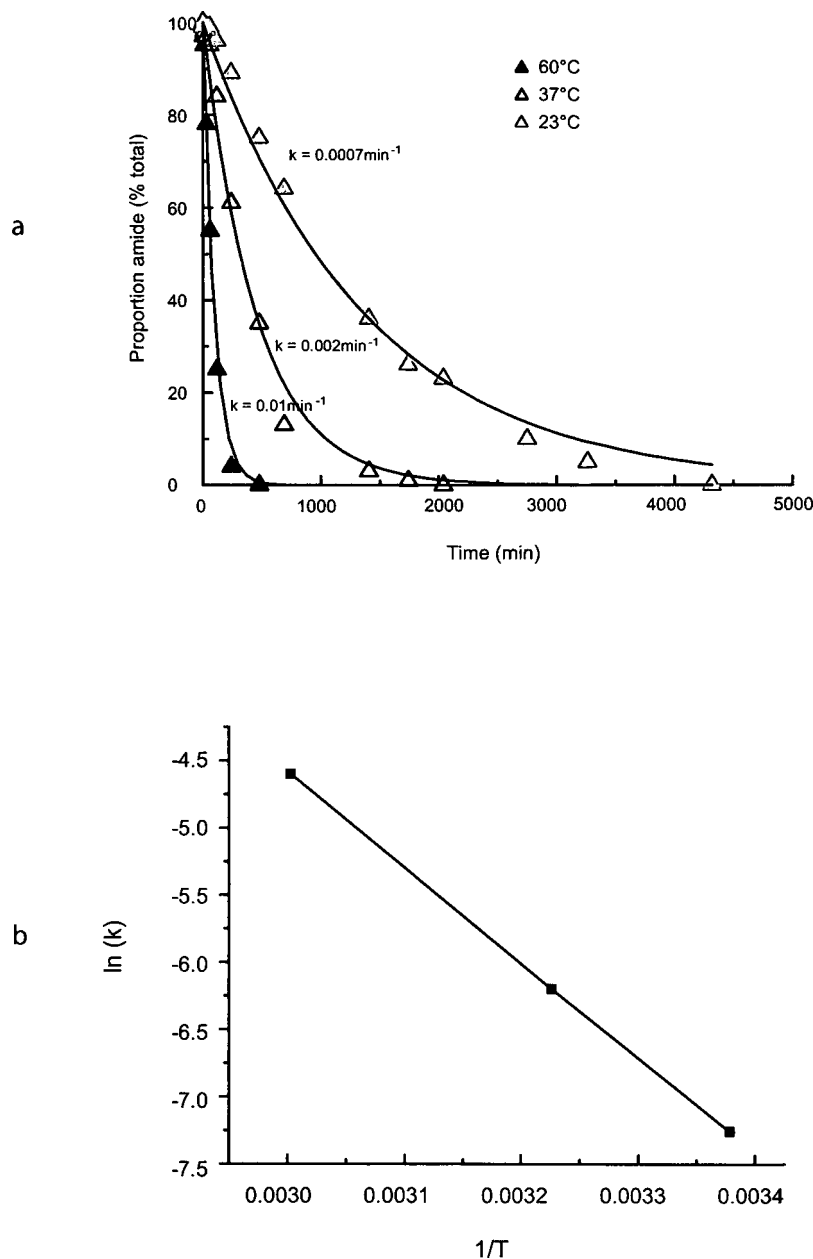 a
Proportion amide (% total)
100
80
60
40
20
0
60°C
37°C
23°C
k = 0.0007min⁻¹
k = 0.002min⁻¹
k = 0.01min⁻¹
0 1000 2000 3000 4000 5000
Time (min)
b
ln (k)
-4.5
-5.0
-5.5
-6.0
-6.5
-7.0
-7.5
0.0030 0.0031 0.0032 0.0033 0.0034
1/T